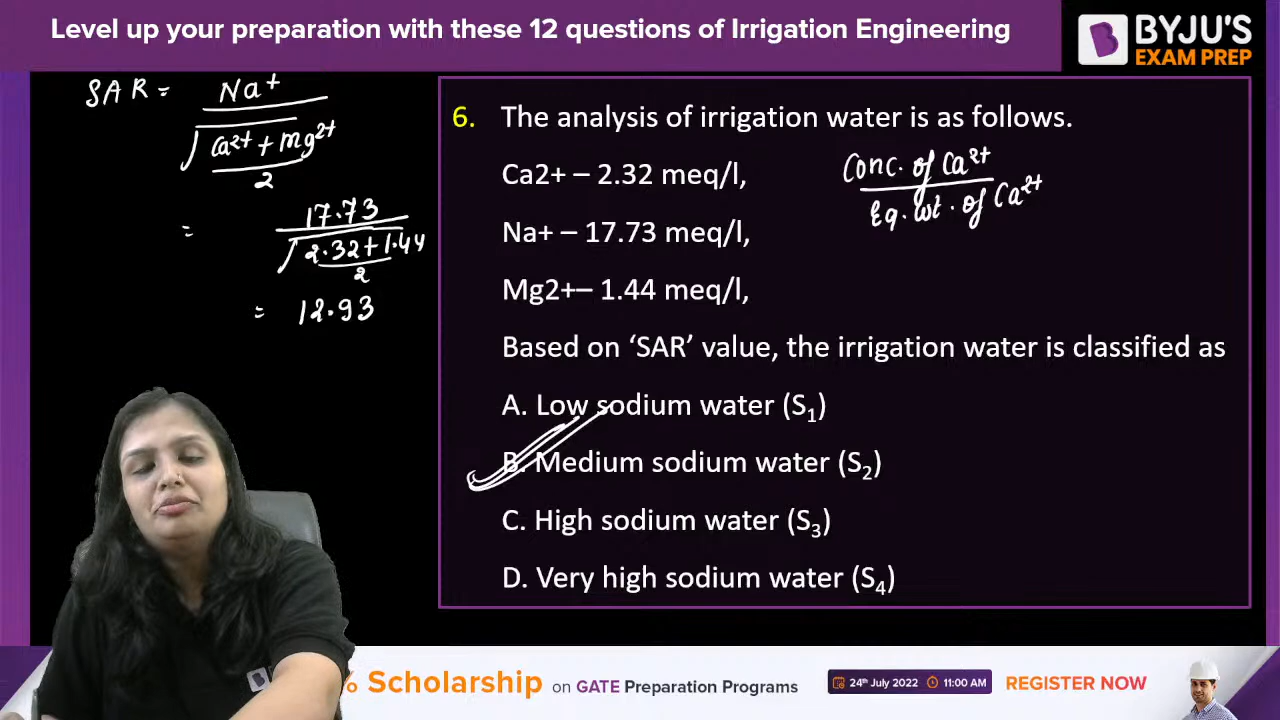 Level up your preparation with these 12 questions of Irrigation Engineering
BYJU'S
EXAM PREP
SAR = Na+
√ Ca2+ + Mg2+
2
= 17.73
√ 2.32+1.44
2
= 12.93
6. The analysis of irrigation water is as follows.
Ca2+ – 2.32 meq/l,
Conc. of Ca2+
Eq. wt. of Ca2+
Na+ – 17.73 meq/l,
Mg2+– 1.44 meq/l,
Based on ‘SAR’ value, the irrigation water is classified as
A. Low sodium water (S1)
B. Medium sodium water (S2)
C. High sodium water (S3)
D. Very high sodium water (S4)
% Scholarship on GATE Preparation Programs
24th July 2022 11:00 AM
REGISTER NOW